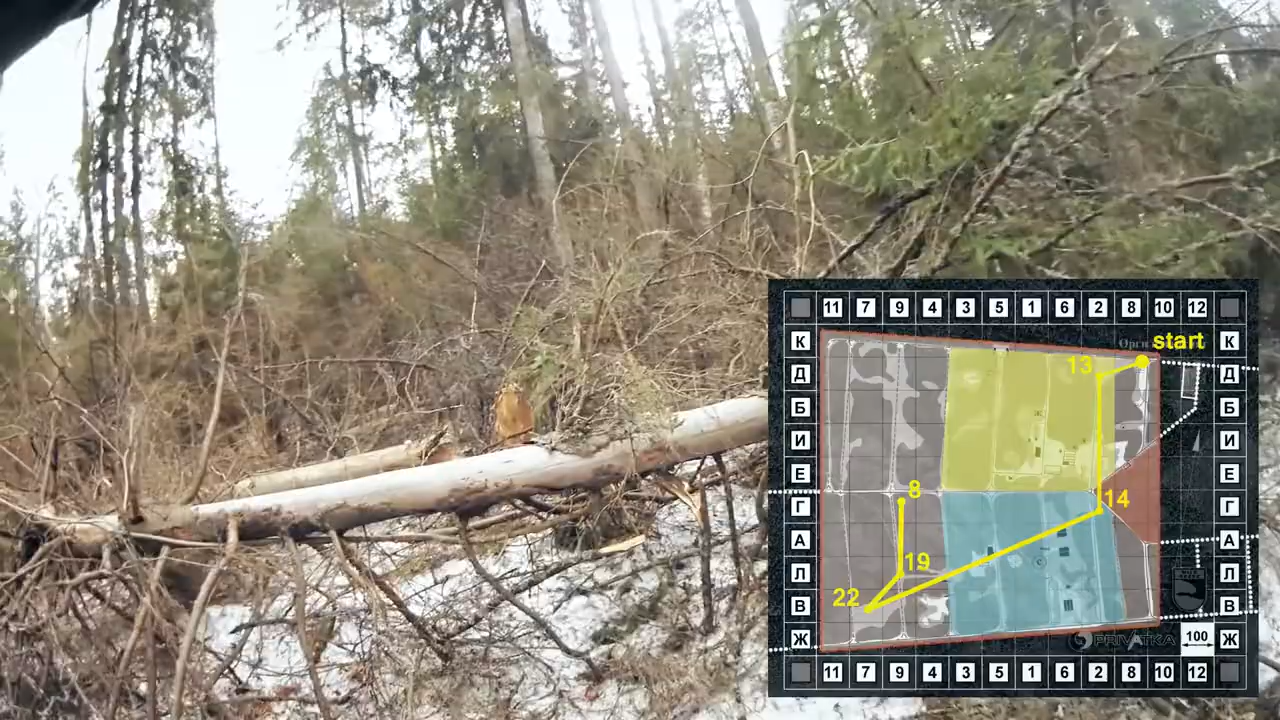 11 7 9 4 3 5 1 6 2 8 10 12
К К
start
Д 13 Д
Б Б
И И
Е Е
8
Г 14 Г
А А
19
Л Л
22
В В
Ж PRIVATKA 100 Ж
11 7 9 4 3 5 1 6 2 8 10 12